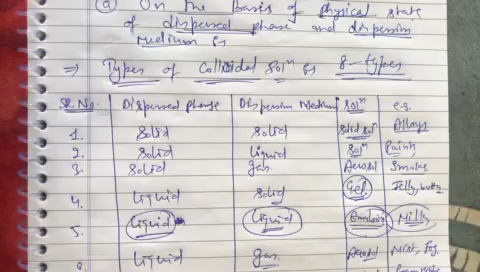 ⓐ On the basis of physical state
of dispersed phase and dispersion
medium is
⇒ Types of Colloidal solⁿ is 8-types
Sr.No. Dispersed phase Dispersion Medium solⁿ e.g.
1. solid solid solid solⁿ Alloys
2. solid liquid solⁿ Paint,
3. solid gas. Aerosol Smoke
4. liquid solid Gel Jelly, butter
5. liquid liquid Emulsion Milk,
liquid gas. Aerosol Mist, fog,